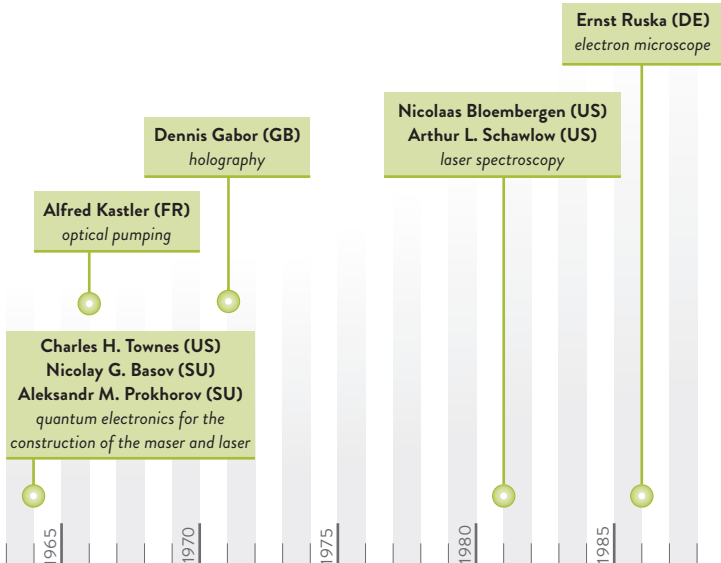 Ernst Ruska (DE)
electron microscope
Nicolaas Bloembergen (US)
Arthur L. Schawlow (US)
laser spectroscopy
Dennis Gabor (GB)
holography
Alfred Kastler (FR)
optical pumping
Charles H. Townes (US)
Nicolay G. Basov (SU)
Aleksandr M. Prokhorov (SU)
quantum electronics for the
construction of the maser and laser
1965
1970
1975
1980
1985